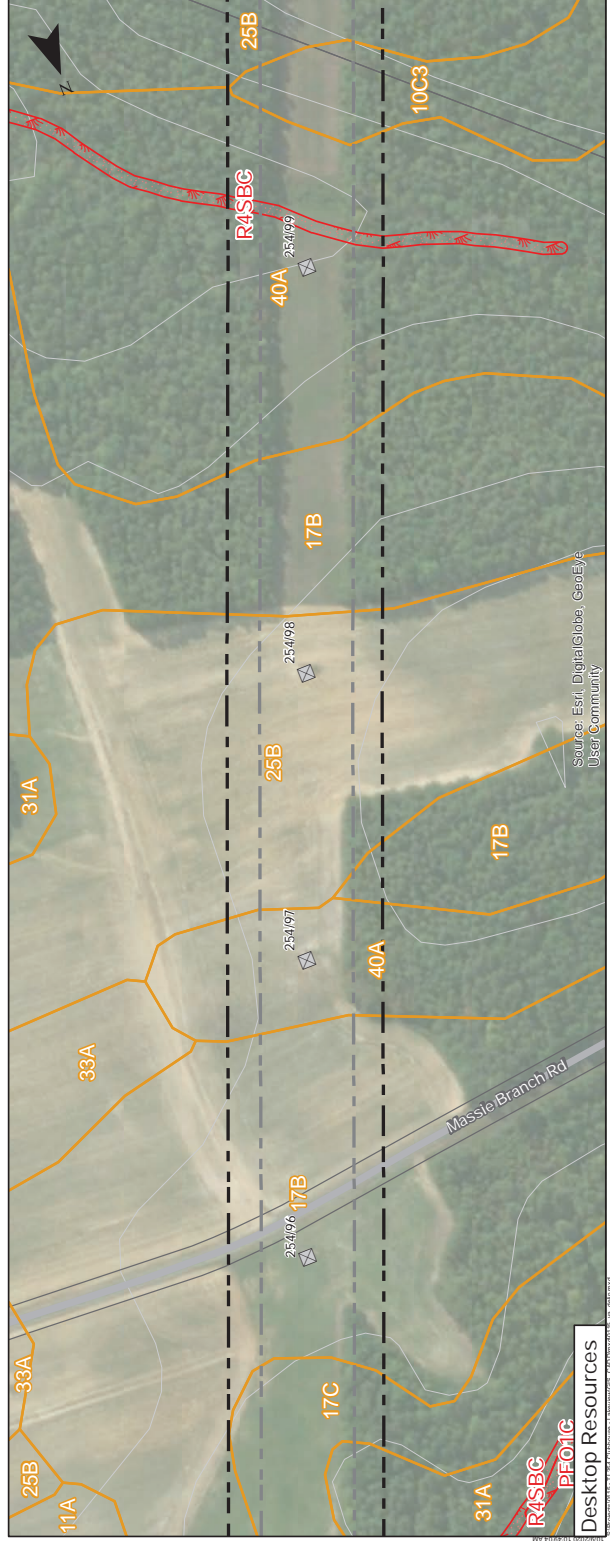 25B
10C3
N
R4SBC
254/99
40A
17B
254/98
25B
31A
Source: Esri, DigitalGlobe, GeoEye
User Community
17B
254/97
40A
33A
Massie Branch Rd
17B
254/96
33A
17C
25B
11A
31A
R4SBC
PFO1C
Desktop Resources